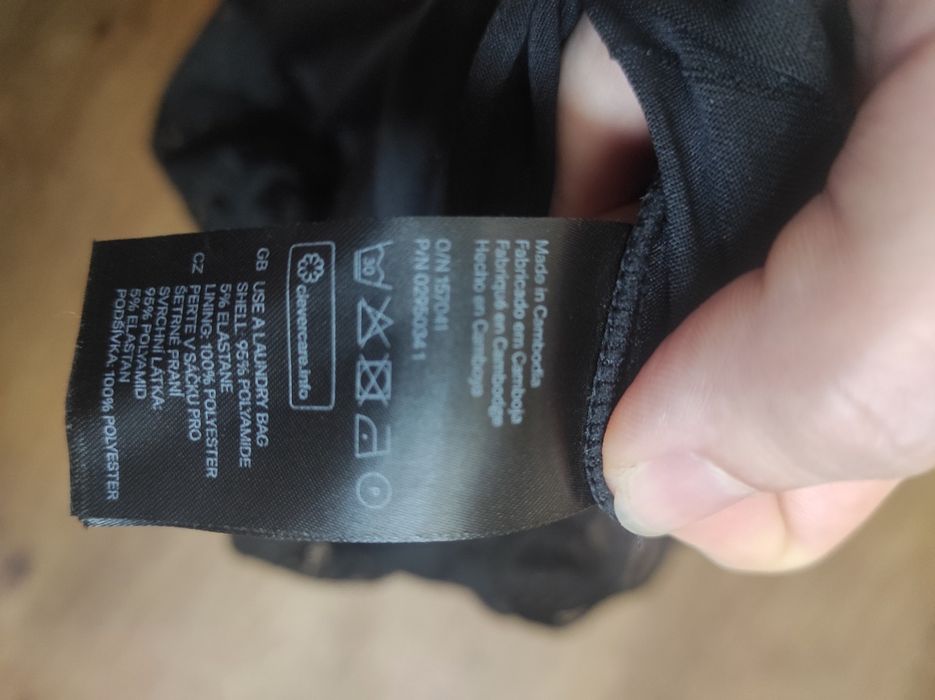 Made in Cambodia
Fabricado em Camboja
Fabriqué en Cambodge
Hecho en Camboya
O/N 157041
30
P
clevercare.info
GB USE A LAUNDRY BAG
SHELL: 95% POLYAMIDE
5% ELASTANE
LINING: 100% POLYESTER
CZ PERTE V SÁČKU PRO
ŠETRNÉ PRANÍ
SVRCHNÍ LÁTKA:
95% POLYAMID
5% ELASTAN
PODŠÍVKA: 100% POLYESTER